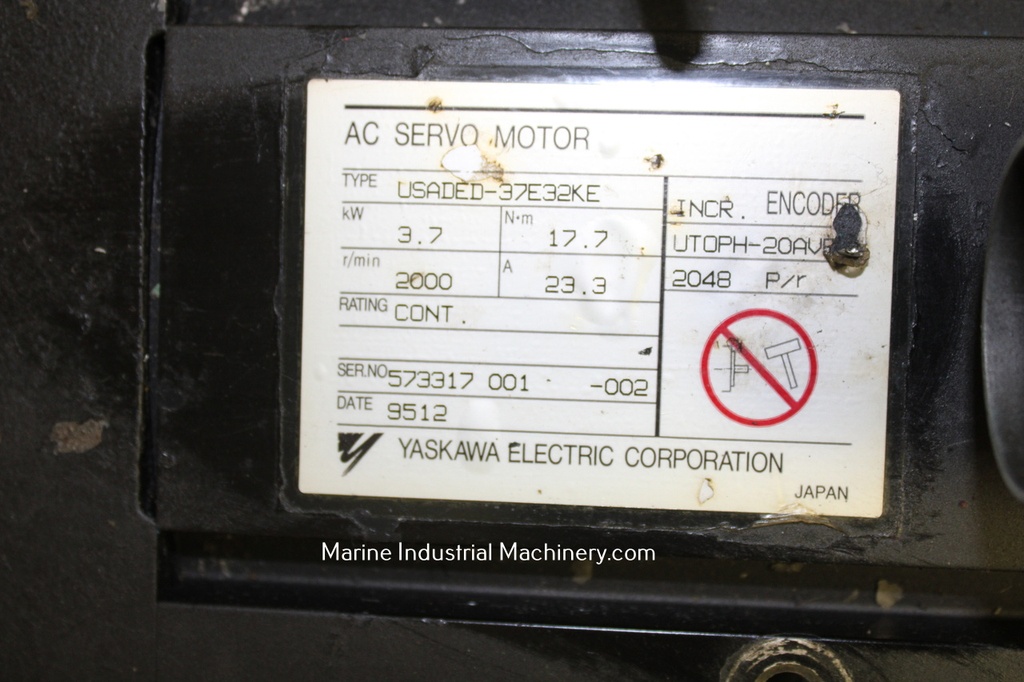 AC SERVO MOTOR
TYPE USADED-37E32KE
kW 3.7 N·m 17.7
r/min 2000 A 23.3
RATING CONT.
SER.NO 573317 001 -002
DATE 9512
INCR. ENCODER
2048 P/r
YASKAWA ELECTRIC CORPORATION
JAPAN
Marine Industrial Machinery.com